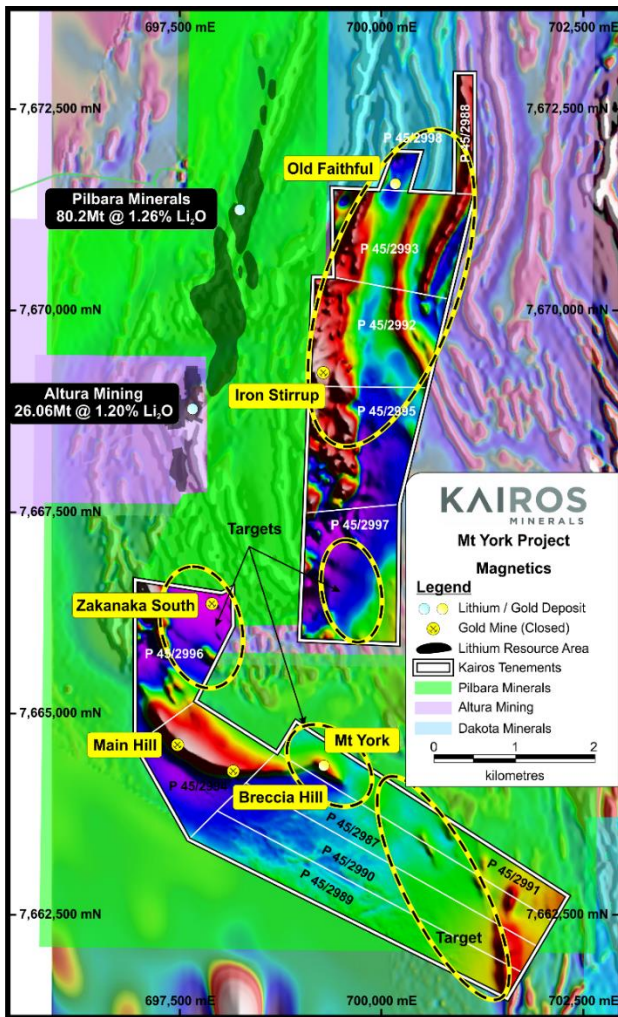 697,500 mE
700,000 mE
702,500 mE
7,672,500 mN
7,672,500 mN
P 45/2988
P 45/2998
Old Faithful
Pilbara Minerals
80.2Mt @ 1.26% Li₂O
P 45/2993
7,670,000 mN
7,670,000 mN
P 45/2992
Iron Stirrup
Altura Mining
26.06Mt @ 1.20% Li₂O
P 45/2995
7,667,500 mN
P 45/2997
Targets
KAIROS
MINERALS
Mt York Project
Magnetics
Legend
Lithium / Gold Deposit
Gold Mine (Closed)
Lithium Resource Area
Kairos Tenements
Pilbara Minerals
Altura Mining
Dakota Minerals
0 1 2
kilometres
Zakanaka South
P 45/2996
7,665,000 mN
Main Hill
Mt York
Breccia Hill
P 45/2987
P 45/2990
P 45/2989
P 45/2991
7,662,500 mN
7,662,500 mN
Target
697,500 mE
700,000 mE
702,500 mE